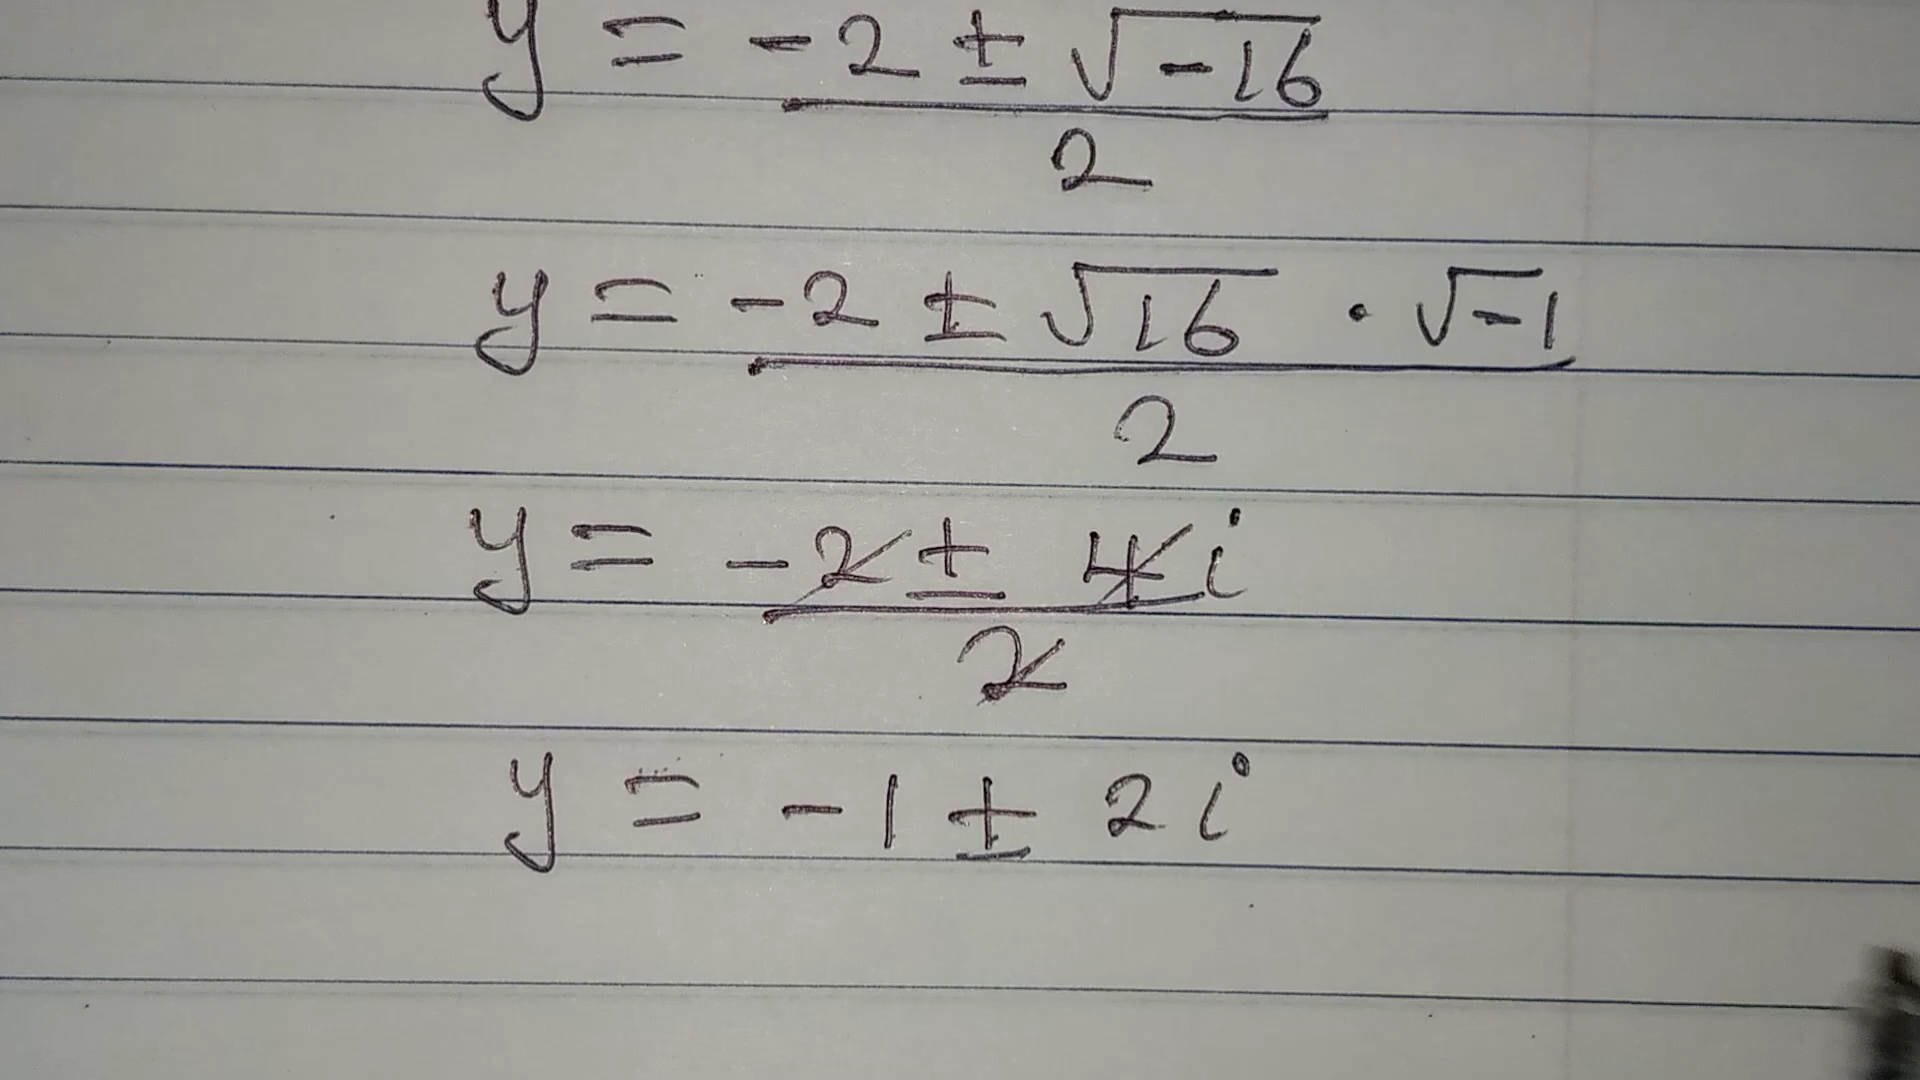 y = -2 ± √-16
2
y = -2 ± √16 · √-1
2
y = -2 ± 4i
2
y = -1 ± 2i